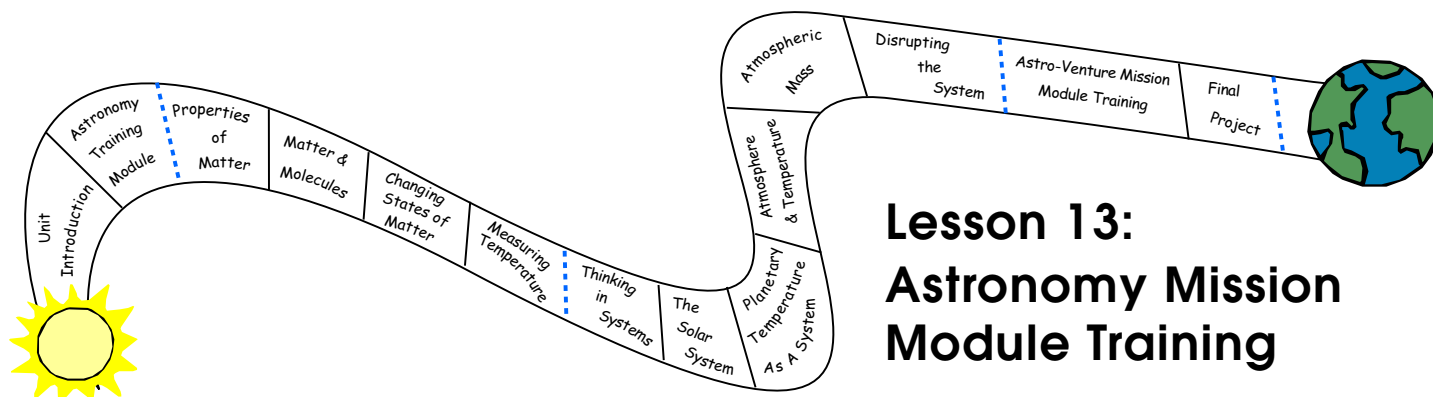 Unit
Introduction
Astronomy
Training
Module
Properties
of
Matter
Matter &
Molecules
Changing
States of
Matter
Measuring
Temperature
Thinking
in
Systems
The
Solar
System
Planetary
Temperature
As A System
Atmosphere
& Temperature
Atmospheric
Mass
Disrupting
the
System
Astro-Venture Mission
Module Training
Final
Project
Lesson 13:
Astronomy Mission
Module Training